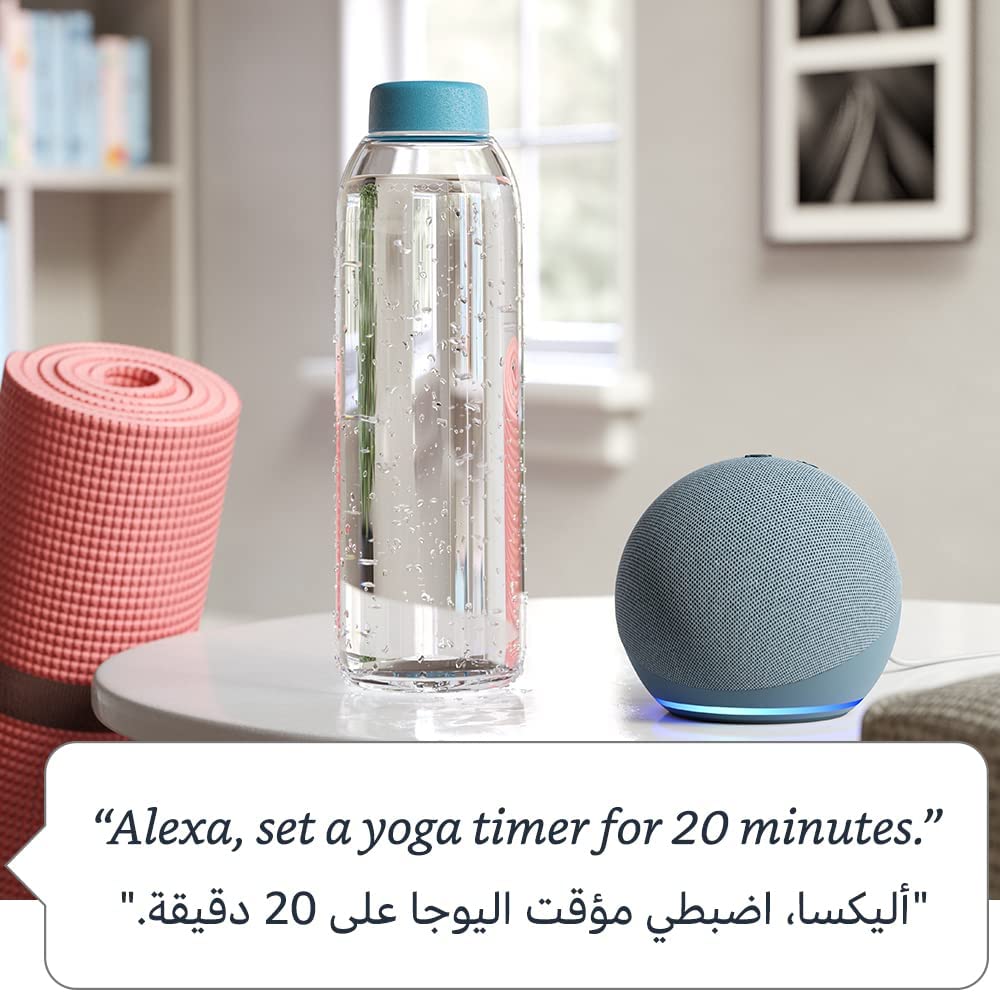 “Alexa, set a yoga timer for 20 minutes.”
"أليكسا، اضبطي مؤقت اليوجا على 20 دقيقة."